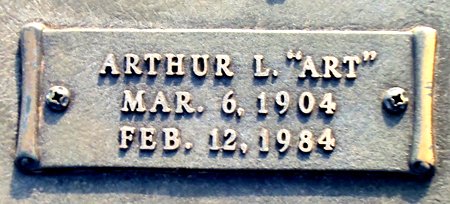 ARTHUR L. “ART”
MAR. 6, 1904
FEB. 12, 1984